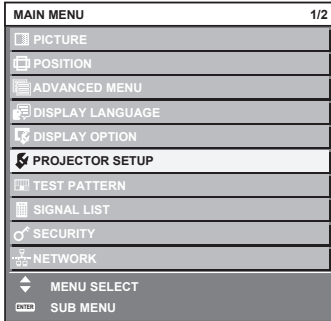 MAIN MENU 1/2
PICTURE
POSITION
ADVANCED MENU
DISPLAY LANGUAGE
DISPLAY OPTION
PROJECTOR SETUP
TEST PATTERN
SIGNAL LIST
SECURITY
NETWORK
MENU SELECT
ENTER SUB MENU